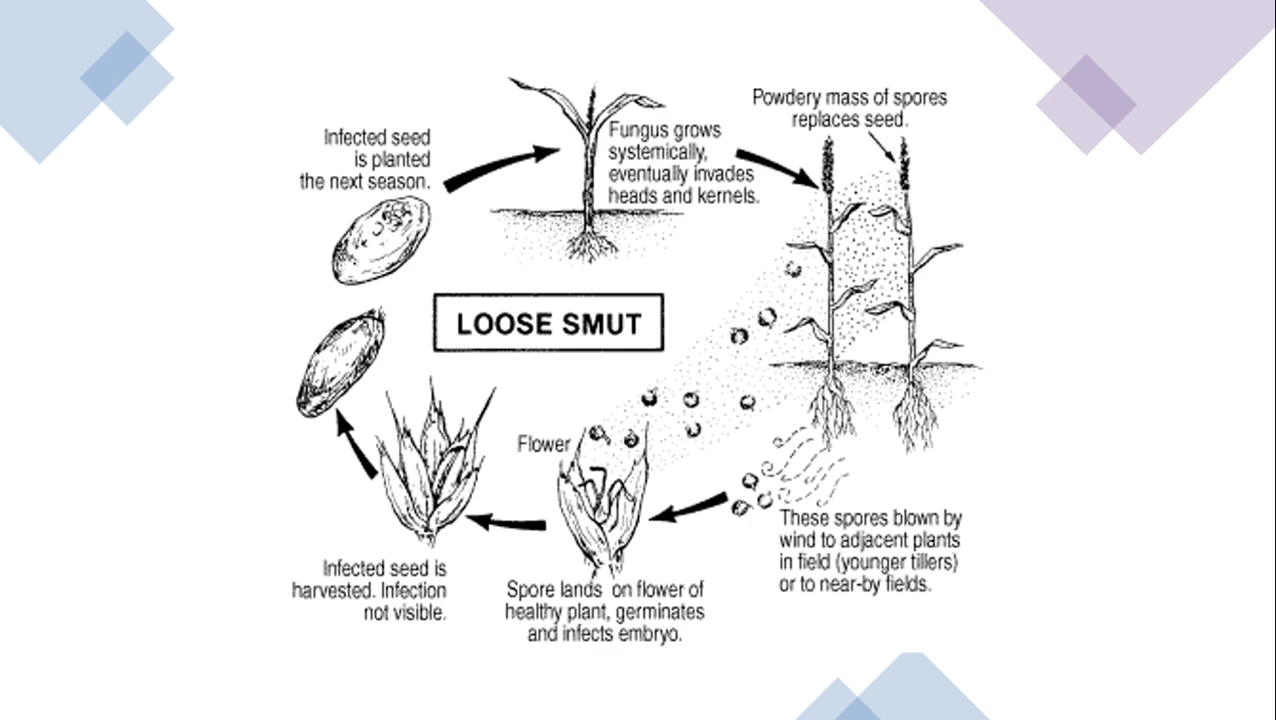 Infected seed
is planted
the next season.
Fungus grows
systemically,
eventually invades
heads and kernels.
Powdery mass of spores
replaces seed.
LOOSE SMUT
These spores blown by
wind to adjacent plants
in field (younger tillers)
or to near-by fields.
Flower
Spore lands on flower of
healthy plant, germinates
and infects embryo.
Infected seed is
harvested. Infection
not visible.